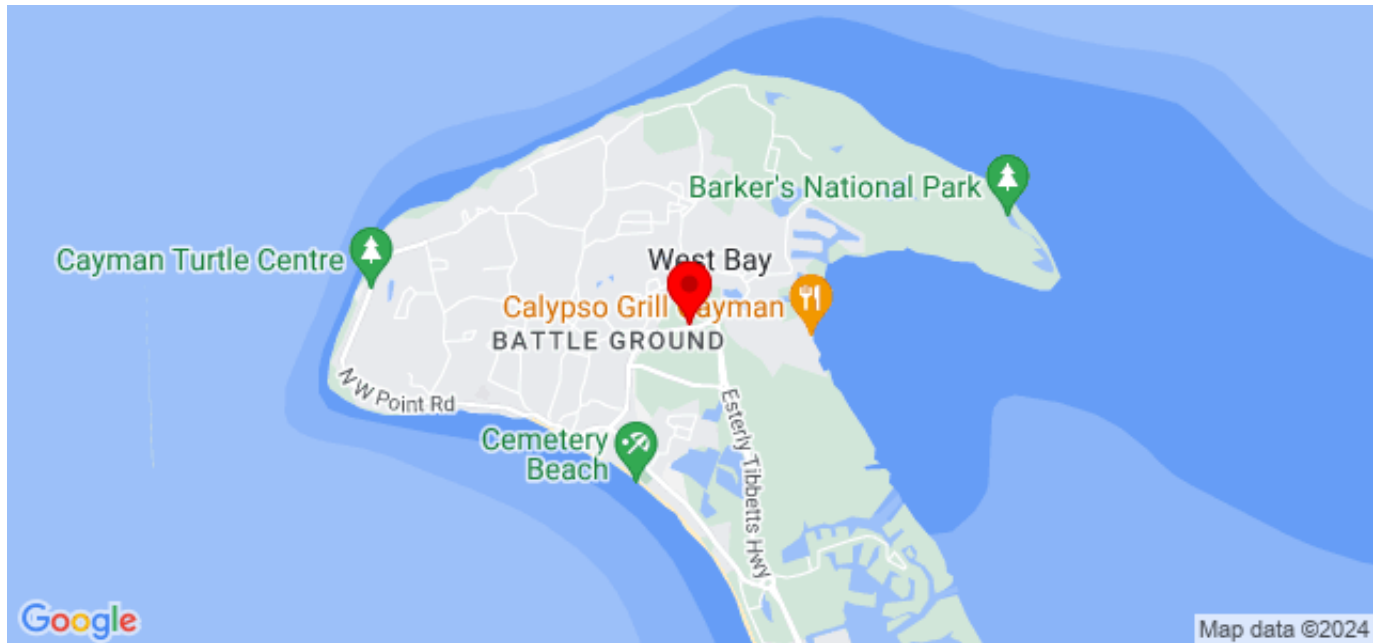 Barker's National Park
Cayman Turtle Centre
West Bay
Calypso Grill Cayman
BATTLE GROUND
NW Point Rd
Esterly Tibbetts Hwy
Cemetery
Beach
Google
Map data ©2024